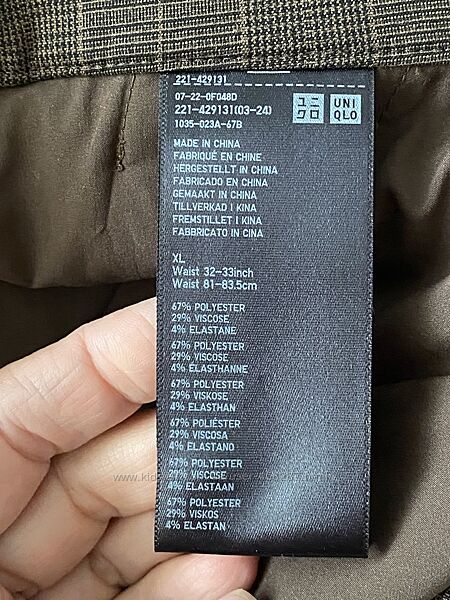 221-429131
07-22-0F048D
221-429131(03-24)
1035-023A-67B
ユニ
クロ
UNI
QLO
MADE IN CHINA
FABRIQUÉ EN CHINE
HERGESTELLT IN CHINA
FABRICADO EN CHINA
GEMAAKT IN CHINA
TILLVERKAD I KINA
FREMSTILLET I KINA
FABBRICATO IN CINA
XL
Waist 32-33inch
Waist 81-83.5cm
67% POLYESTER
29% VISCOSE
4% ELASTANE
67% POLYESTER
29% VISCOSE
4% ELASTHANNE
67% POLYESTER
29% VISKOSE
4% ELASTHAN
67% POLIÉSTER
29% VISCOSA
4% ELASTANO
67% POLYESTER
29% VISCOSE
4% ELASTAAN
67% POLYESTER
29% VISKOS
4% ELASTAN